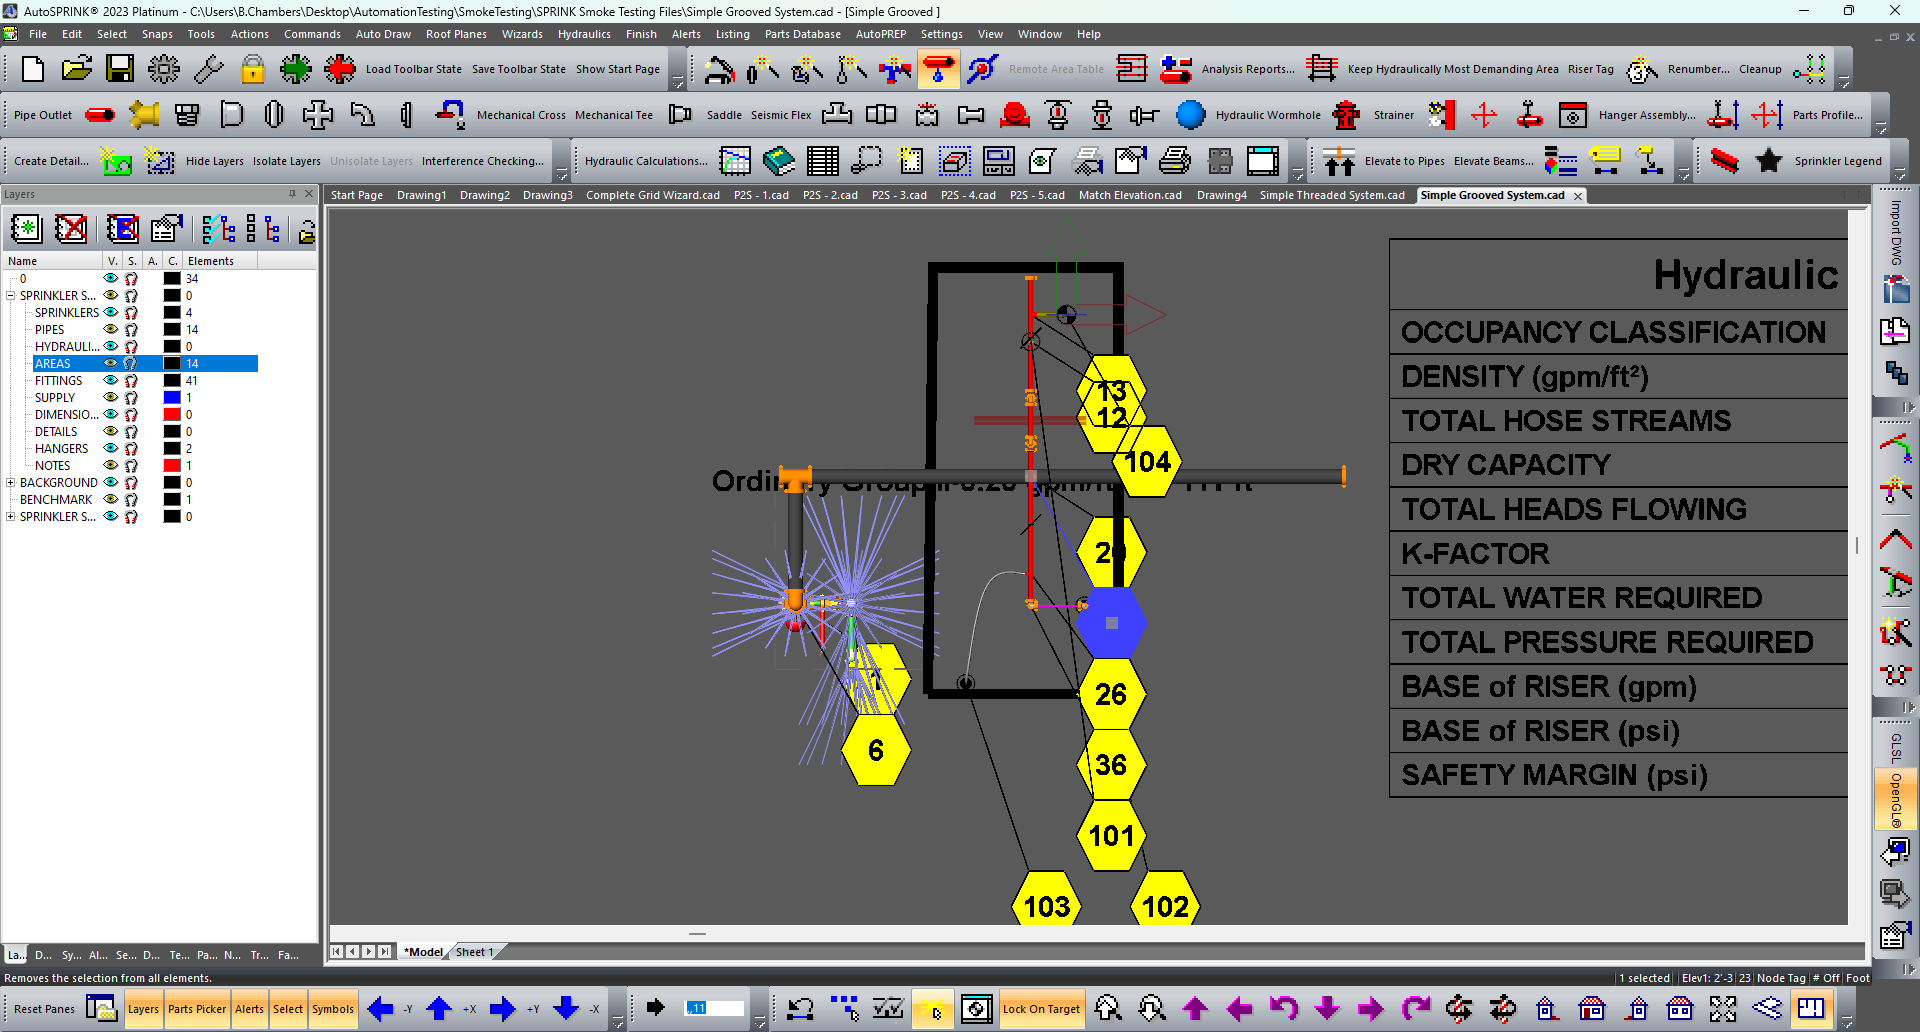 AutoSPRINK® 2023 Platinum - C:\Users\B.Chambers\Desktop\AutomationTesting\SmokeTesting\SPRINK Smoke Testing Files\Simple Grooved System.cad - [Simple Grooved ]
File Edit Select Snaps Tools Actions Commands Auto Draw Roof Planes Wizards Hydraulics Finish Alerts Listing Parts Database AutoPREP Settings View Window Help
Load Toolbar State Save Toolbar State Show Start Page Remote Area Table Analysis Reports... Keep Hydraulically Most Demanding Area Riser Tag Renumber... Cleanup
Pipe Outlet Mechanical Cross Mechanical Tee Saddle Seismic Flex Hydraulic Wormhole Strainer Hanger Assembly... Parts Profile...
Create Detail... Hide Layers Isolate Layers Unisolate Layers Interference Checking... Hydraulic Calculations... Elevate to Pipes Elevate Beams... Sprinkler Legend
Layers
Start Page Drawing1 Drawing2 Drawing3 Complete Grid Wizard.cad P2S - 1.cad P2S - 2.cad P2S - 3.cad P2S - 4.cad P2S - 5.cad Match Elevation.cad Drawing4 Simple Threaded System.cad Simple Grooved System.cad
Name V. S. A. C. Elements
0 34
SPRINKLER S... 0
SPRINKLERS 4
PIPES 14
HYDRAULI... 0
AREAS 14
FITTINGS 41
SUPPLY 1
DIMENSIO... 0
DETAILS 0
HANGERS 2
NOTES 1
BACKGROUND 0
BENCHMARK 1
SPRINKLER S... 0
13
12
104
20
26
36
101
103
102
1
6
Hydraulic
OCCUPANCY CLASSIFICATION
DENSITY (gpm/ft²)
TOTAL HOSE STREAMS
DRY CAPACITY
TOTAL HEADS FLOWING
K-FACTOR
TOTAL WATER REQUIRED
TOTAL PRESSURE REQUIRED
BASE of RISER (gpm)
BASE of RISER (psi)
SAFETY MARGIN (psi)
Import DWG
GLSL
OpenGL®
La... D... Sy... Al... Se... D... Te... Pa... N... Tr... Fa...
*Model Sheet 1
Removes the selection from all elements.
1 selected Elev1: 2'-3 23 Node Tag # Off Foot
Reset Panes Layers Parts Picker Alerts Select Symbols -Y +X +Y -X ,,11 Lock On Target